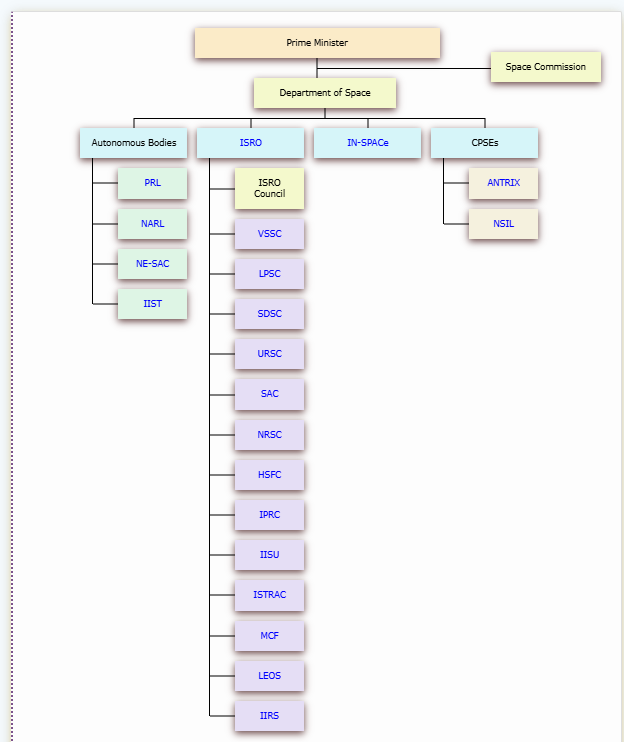 Prime Minister
Space Commission
Department of Space
Autonomous Bodies
ISRO
IN-SPACe
CPSEs
PRL
NARL
NE-SAC
IIST
ISRO
Council
VSSC
LPSC
SDSC
URSC
SAC
NRSC
HSFC
IPRC
IISU
ISTRAC
MCF
LEOS
IIRS
ANTRIX
NSIL